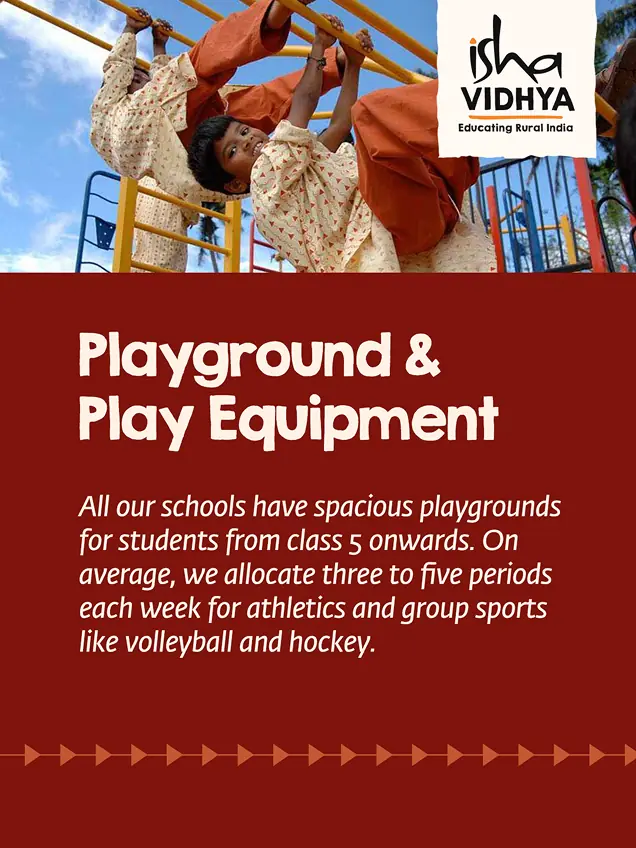 isha
VIDHYA
Educating Rural India
Playground &
Play Equipment
All our schools have spacious playgrounds
for students from class 5 onwards. On
average, we allocate three to five periods
each week for athletics and group sports
like volleyball and hockey.